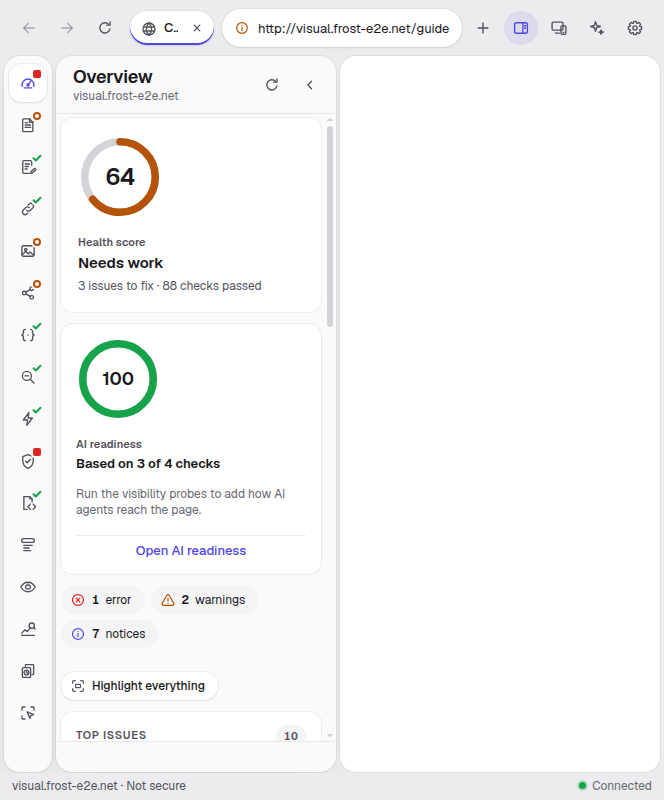 C..
http://visual.frost-e2e.net/guide
Overview
visual.frost-e2e.net
64
Health score
Needs work
3 issues to fix · 88 checks passed
100
AI readiness
Based on 3 of 4 checks
Run the visibility probes to add how AI
agents reach the page.
Open AI readiness
1 error
2 warnings
7 notices
Highlight everything
TOP ISSUES
10
visual.frost-e2e.net · Not secure
Connected